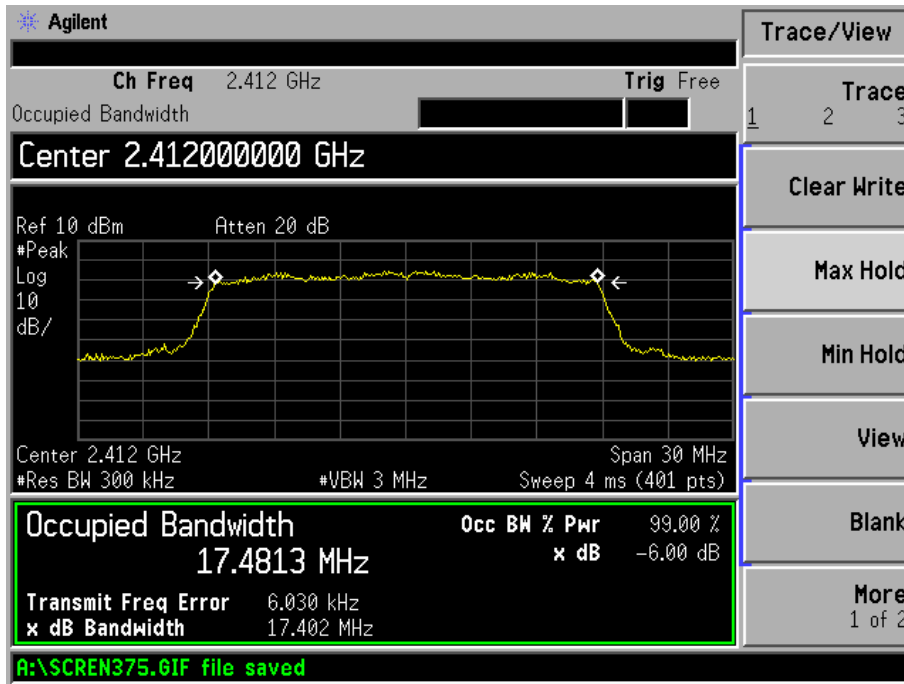 Agilent
Ch Freq 2.412 GHz Trig Free
Occupied Bandwidth
Center 2.412000000 GHz
Ref 10 dBm Atten 20 dB
#Peak
Log
10
dB/
Center 2.412 GHz Span 30 MHz
#Res BW 300 kHz #VBW 3 MHz Sweep 4 ms (401 pts)
Occupied Bandwidth Occ BW % Pwr 99.00 %
17.4813 MHz x dB -6.00 dB
Transmit Freq Error 6.030 kHz
x dB Bandwidth 17.402 MHz
A:\SCREN375.GIF file saved
Trace/View
Trace
1 2 3
Clear Write
Max Hold
Min Hold
View
Blank
More
1 of 2